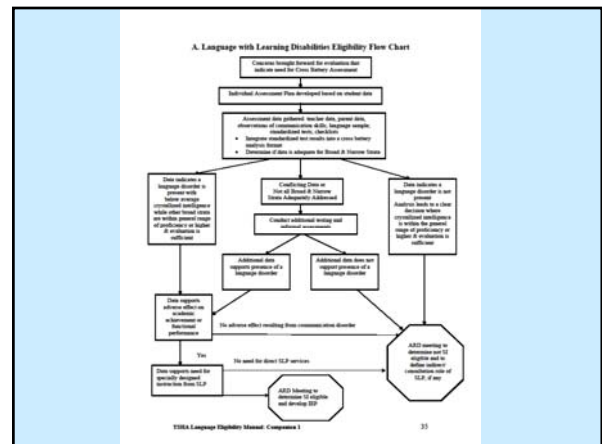 A. Language with Learning Disabilities Eligibility Flow Chart
Concerns brought forward for evaluation that
indicate need for Cross Battery Assessment
Individual Assessment Plan developed based on student data
Assessment data gathered: teacher data, parent data,
observations of communication skills, language sample,
standardized tests, checklists
• Integrate standardized test results into a cross battery
analysis format
• Determine if data is adequate for Broad & Narrow Strata
Data indicates a
language disorder is
present with
below average
crystallized intelligence
while other broad strata
are within general range
of proficiency or higher
& evaluation is
sufficient
Conflicting Data or
Not all Broad & Narrow
Strata Adequately Addressed
Data indicates a
language disorder is not
present
Analysis leads to a clear
decision where
crystallized intelligence
is within the general
range of proficiency or
higher & evaluation is
sufficient
Conduct additional testing and
informal assessments
Additional data
supports presence of a
language disorder
Additional data does not
support presence of a
language disorder
Data supports
adverse effect on
academic
achievement or
functional
performance
No adverse effect resulting from communication disorder
Yes
No need for direct SLP services
ARD meeting to
determine not SI
eligible and to
define indirect
consultation role of
SLP, if any
Data supports need for
specially designed
instruction from SLP
ARD Meeting to
determine SI eligible
and develop IEP
TSHA Language Eligibility Manual: Companion 1
35